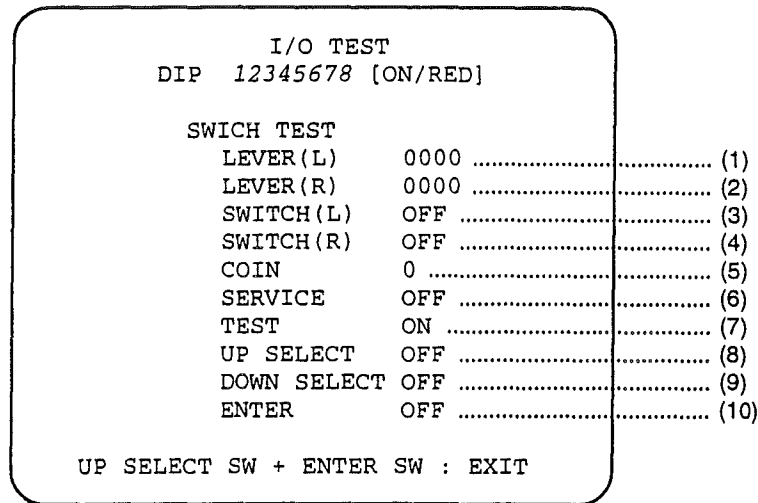 I/O TEST
DIP 12345678 [ON/RED]
SWICH TEST
LEVER(L) 0000 ........................................ (1)
LEVER(R) 0000 ........................................ (2)
SWITCH(L) OFF ........................................ (3)
SWITCH(R) OFF ........................................ (4)
COIN 0 ........................................ (5)
SERVICE OFF ........................................ (6)
TEST ON ........................................ (7)
UP SELECT OFF ........................................ (8)
DOWN SELECT OFF ........................................ (9)
ENTER OFF ........................................ (10)
UP SELECT SW + ENTER SW : EXIT